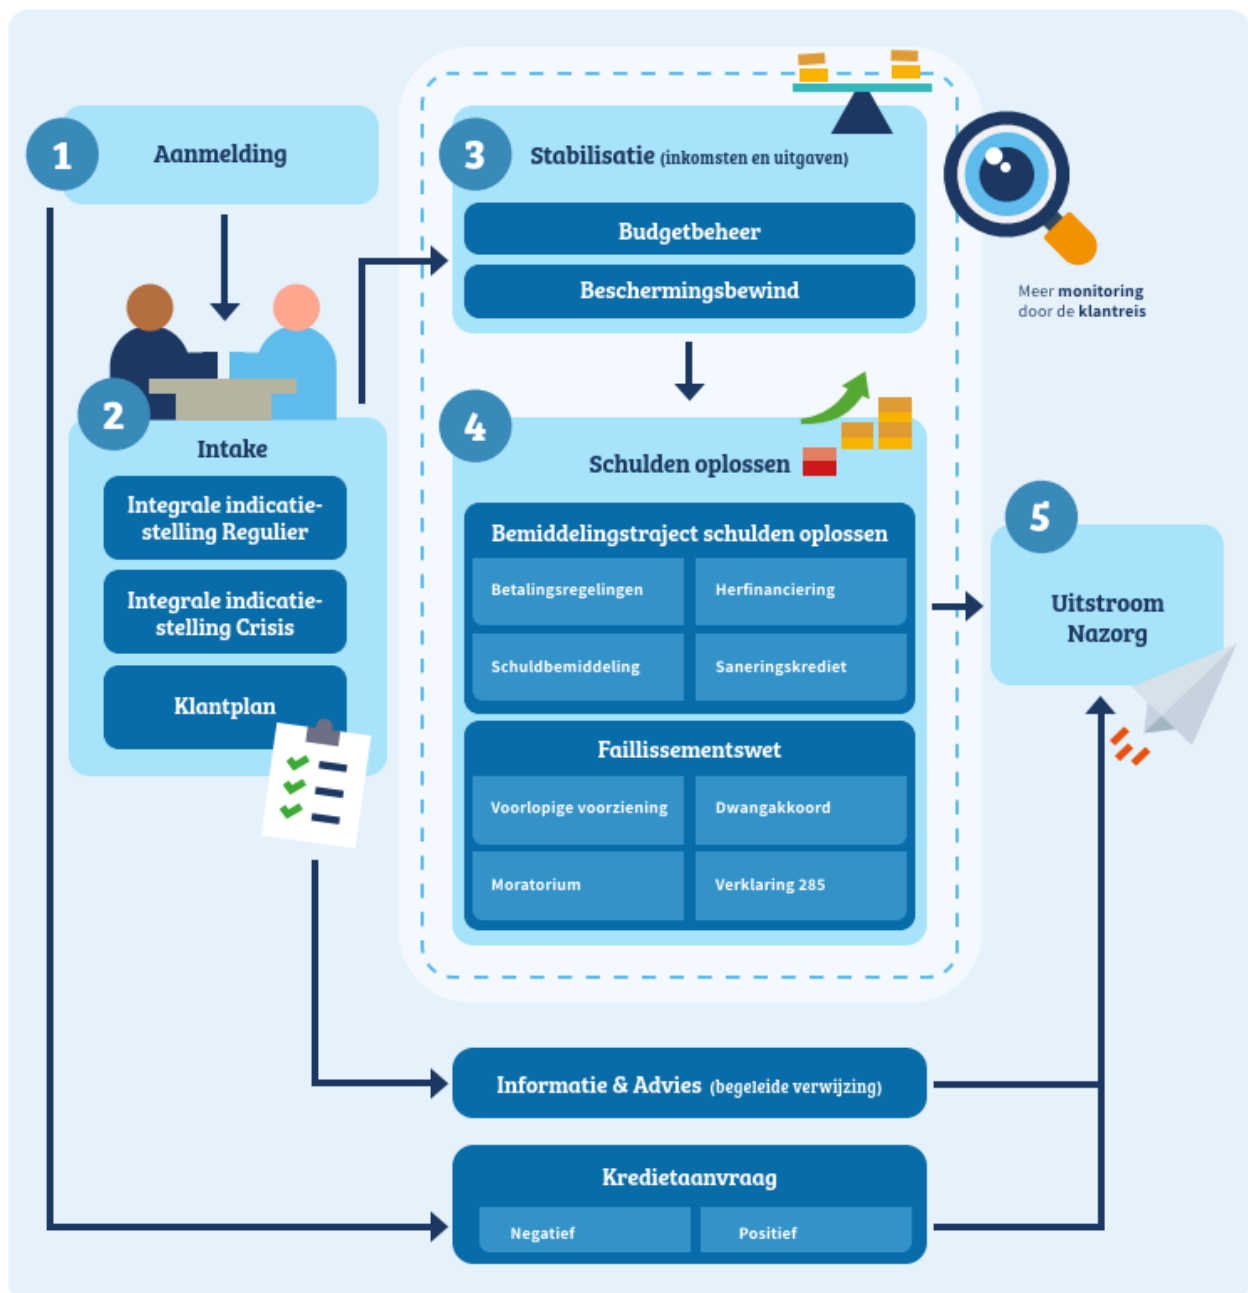 1
Aanmelding
2
Intake
Integrale indicatie-
stelling Regulier
Integrale indicatie-
stelling Crisis
Klantplan
3
Stabilisatie (inkomsten en uitgaven)
Budgetbeheer
Beschermingsbewind
Meer monitoring
door de klantreis
4
Schulden oplossen
Bemiddelingstraject schulden oplossen
Betalingsregelingen
Herfinanciering
Schuldbemiddeling
Saneringskrediet
Faillissementswet
Voorlopige voorziening
Dwangakkoord
Moratorium
Verklaring 285
5
Uitstroom
Nazorg
Informatie & Advies (begeleide verwijzing)
Kredietaanvraag
Negatief
Positief